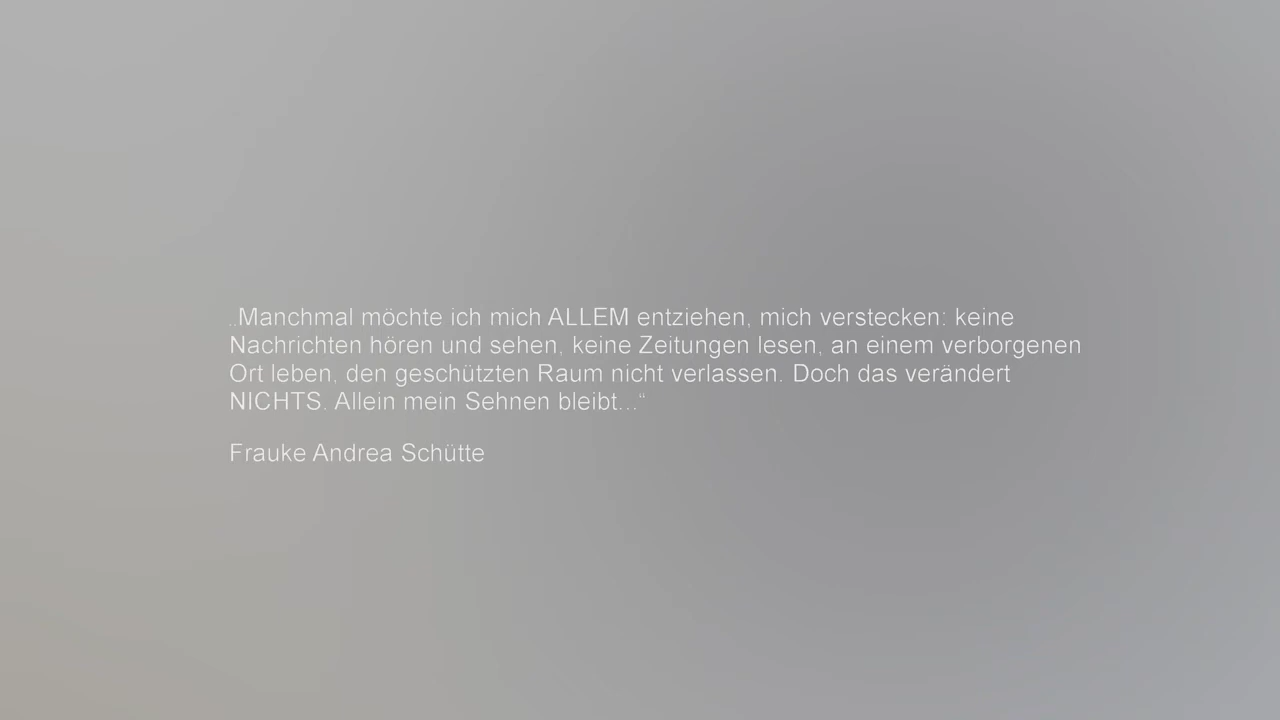 „Manchmal möchte ich mich ALLEM entziehen, mich verstecken: keine
Nachrichten hören und sehen, keine Zeitungen lesen, an einem verborgenen
Ort leben, den geschützten Raum nicht verlassen. Doch das verändert
NICHTS. Allein mein Sehnen bleibt...“
Frauke Andrea Schütte